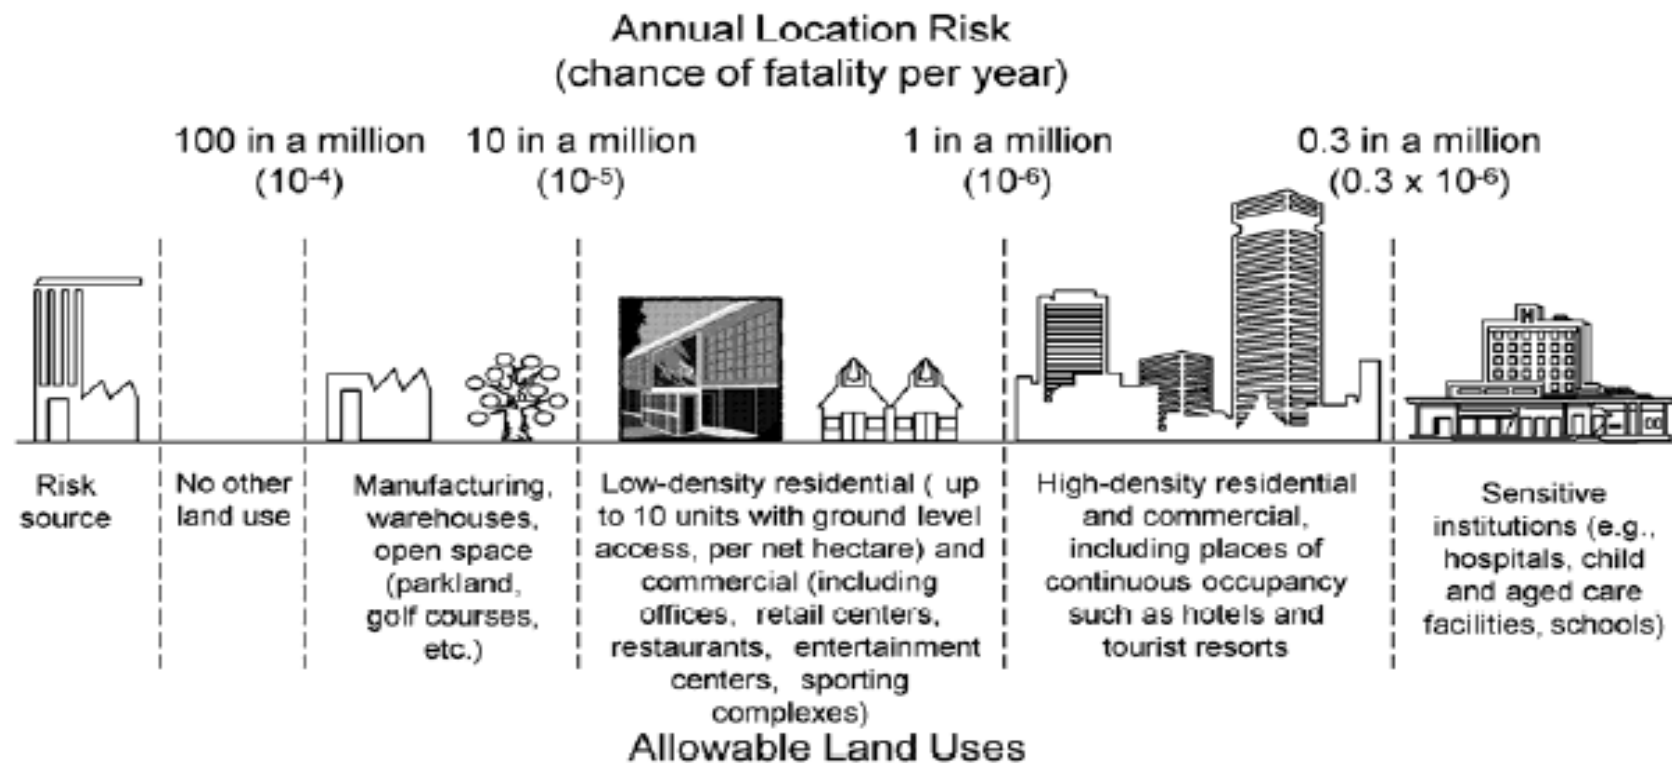 Annual Location Risk
(chance of fatality per year)
100 in a million
(10-4)
10 in a million
(10-5)
1 in a million
(10-6)
0.3 in a million
(0.3 x 10-6)
H
Risk
source
No other
land use
Manufacturing,
warehouses,
open space
(parkland,
golf courses,
etc.)
Low-density residential ( up
to 10 units with ground level
access, per net hectare) and
commercial (including
offices, retail centers,
restaurants, entertainment
centers, sporting
complexes)
High-density residential
and commercial,
including places of
continuous occupancy
such as hotels and
tourist resorts
Sensitive
institutions (e.g.,
hospitals, child
and aged care
facilities, schools)
Allowable Land Uses